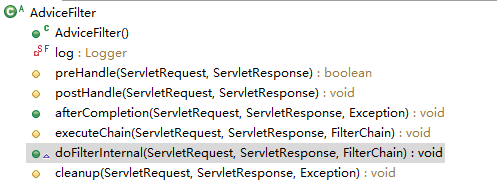 AdviceFilter
AdviceFilter()
log : Logger
preHandle(ServletRequest, ServletResponse) : boolean
postHandle(ServletRequest, ServletResponse) : void
afterCompletion(ServletRequest, ServletResponse, Exception) : void
executeChain(ServletRequest, ServletResponse, FilterChain) : void
doFilterInternal(ServletRequest, ServletResponse, FilterChain) : void
cleanup(ServletRequest, ServletResponse, Exception) : void